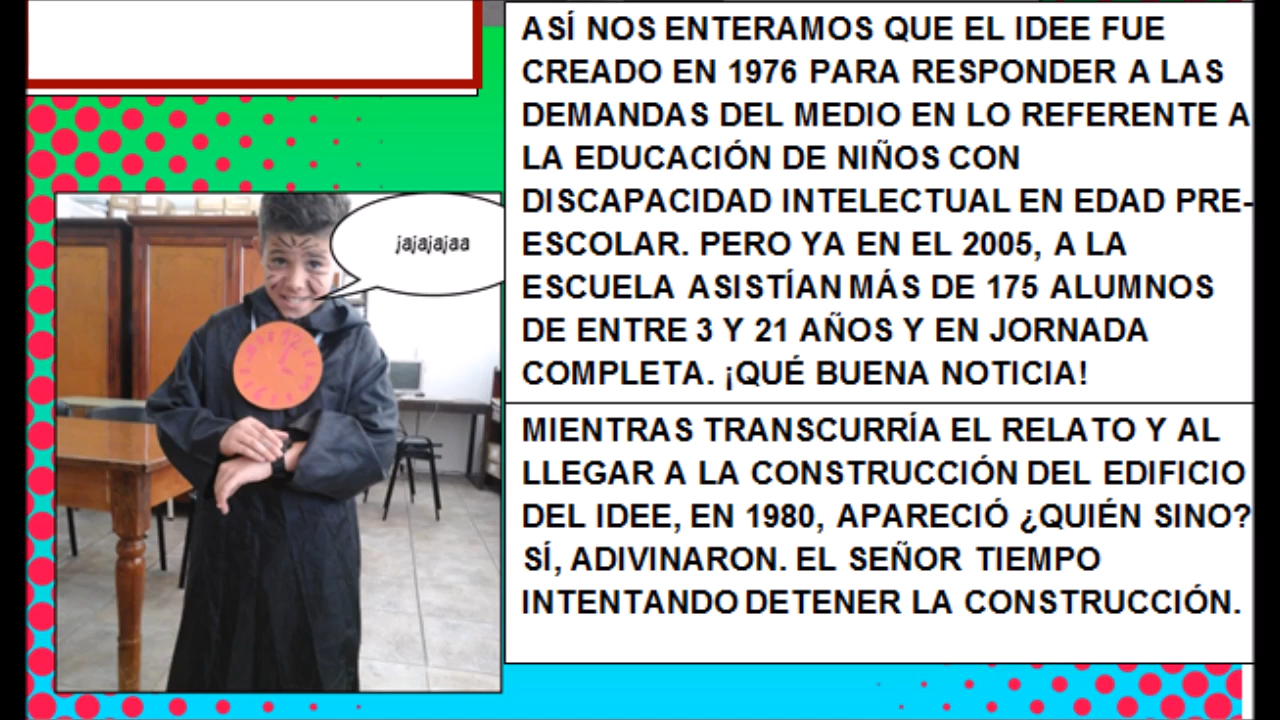 ASÍ NOS ENTERAMOS QUE EL IDEE FUE
CREADO EN 1976 PARA RESPONDER A LAS
DEMANDAS DEL MEDIO EN LO REFERENTE A
LA EDUCACIÓN DE NIÑOS CON
DISCAPACIDAD INTELECTUAL EN EDAD PRE-
ESCOLAR. PERO YA EN EL 2005, A LA
ESCUELA ASISTÍAN MÁS DE 175 ALUMNOS
DE ENTRE 3 Y 21 AÑOS Y EN JORNADA
COMPLETA. ¡QUÉ BUENA NOTICIA!
MIENTRAS TRANSCURRÍA EL RELATO Y AL
LLEGAR A LA CONSTRUCCIÓN DEL EDIFICIO
DEL IDEE, EN 1980, APARECIÓ ¿QUIÉN SINO?
SÍ, ADIVINARON. EL SEÑOR TIEMPO
INTENTANDO DETENER LA CONSTRUCCIÓN.
jajajajaa